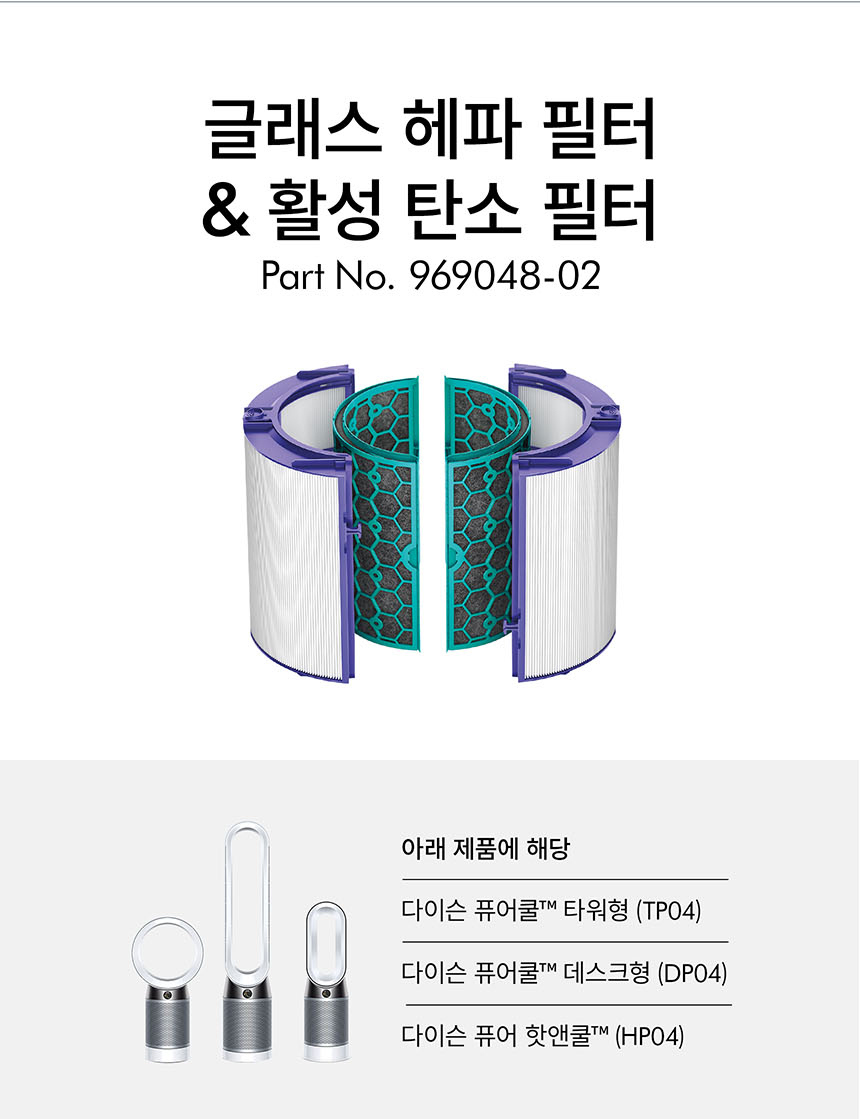 글래스 헤파 필터
& 활성 탄소 필터
Part No. 969048-02
아래 제품에 해당
다이슨 퓨어쿨™ 타워형 (TP04)
다이슨 퓨어쿨™ 데스크형 (DP04)
다이슨 퓨어 핫앤쿨™ (HP04)